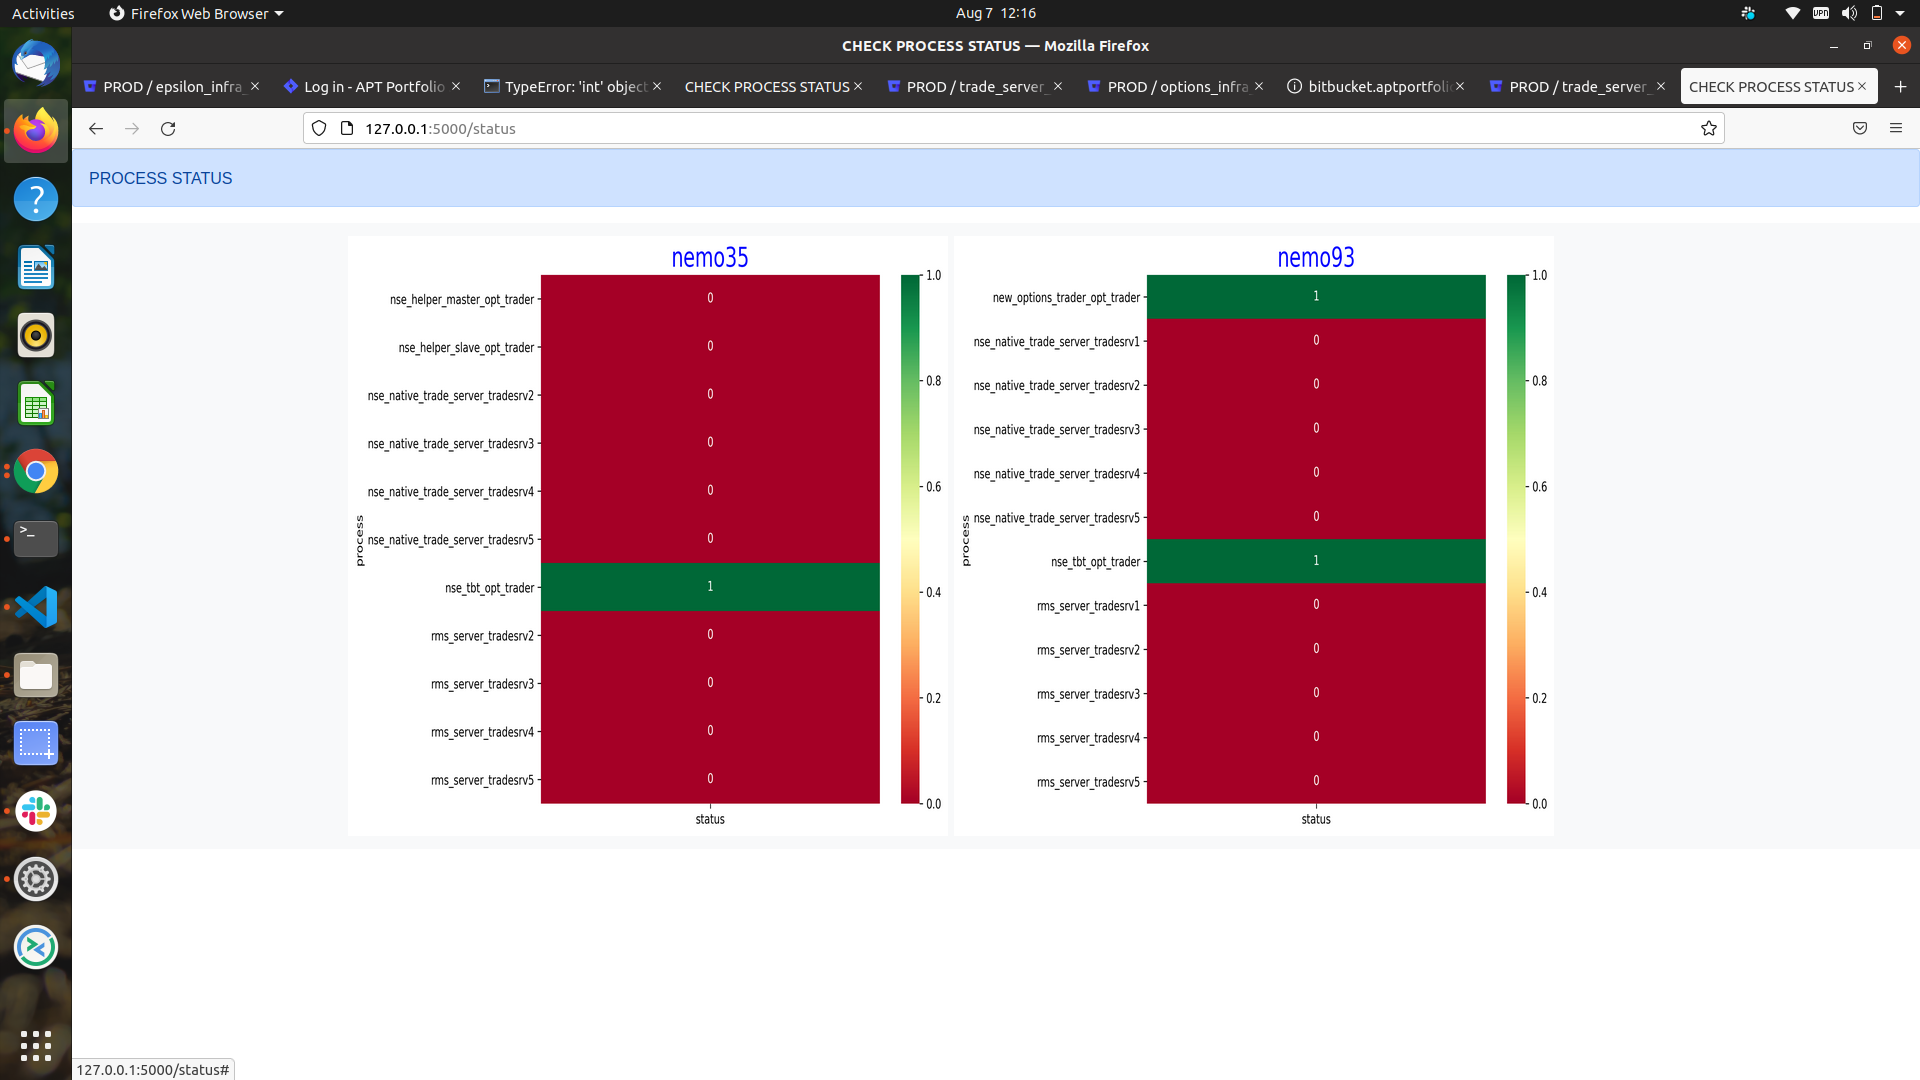 Activities
Firefox Web Browser
Aug 7 12:16
VPN
CHECK PROCESS STATUS — Mozilla Firefox
PROD / epsilon_infra_
Log in - APT Portfolio
TypeError: 'int' object
CHECK PROCESS STATUS
PROD / trade_server_
PROD / options_infra_
bitbucket.aptportfoli
PROD / trade_server_
CHECK PROCESS STATUS
127.0.0.1:5000/status
PROCESS STATUS
nemo35
nse_helper_master_opt_trader
nse_helper_slave_opt_trader
nse_native_trade_server_tradesrv2
nse_native_trade_server_tradesrv3
nse_native_trade_server_tradesrv4
nse_native_trade_server_tradesrv5
nse_tbt_opt_trader
rms_server_tradesrv2
rms_server_tradesrv3
rms_server_tradesrv4
rms_server_tradesrv5
process
0
0
0
0
0
0
1
0
0
0
0
status
1.0
0.8
0.6
0.4
0.2
0.0
nemo93
new_options_trader_opt_trader
nse_native_trade_server_tradesrv1
nse_native_trade_server_tradesrv2
nse_native_trade_server_tradesrv3
nse_native_trade_server_tradesrv4
nse_native_trade_server_tradesrv5
nse_tbt_opt_trader
rms_server_tradesrv1
rms_server_tradesrv2
rms_server_tradesrv3
rms_server_tradesrv4
rms_server_tradesrv5
process
1
0
0
0
0
0
1
0
0
0
0
0
status
1.0
0.8
0.6
0.4
0.2
0.0
127.0.0.1:5000/status#